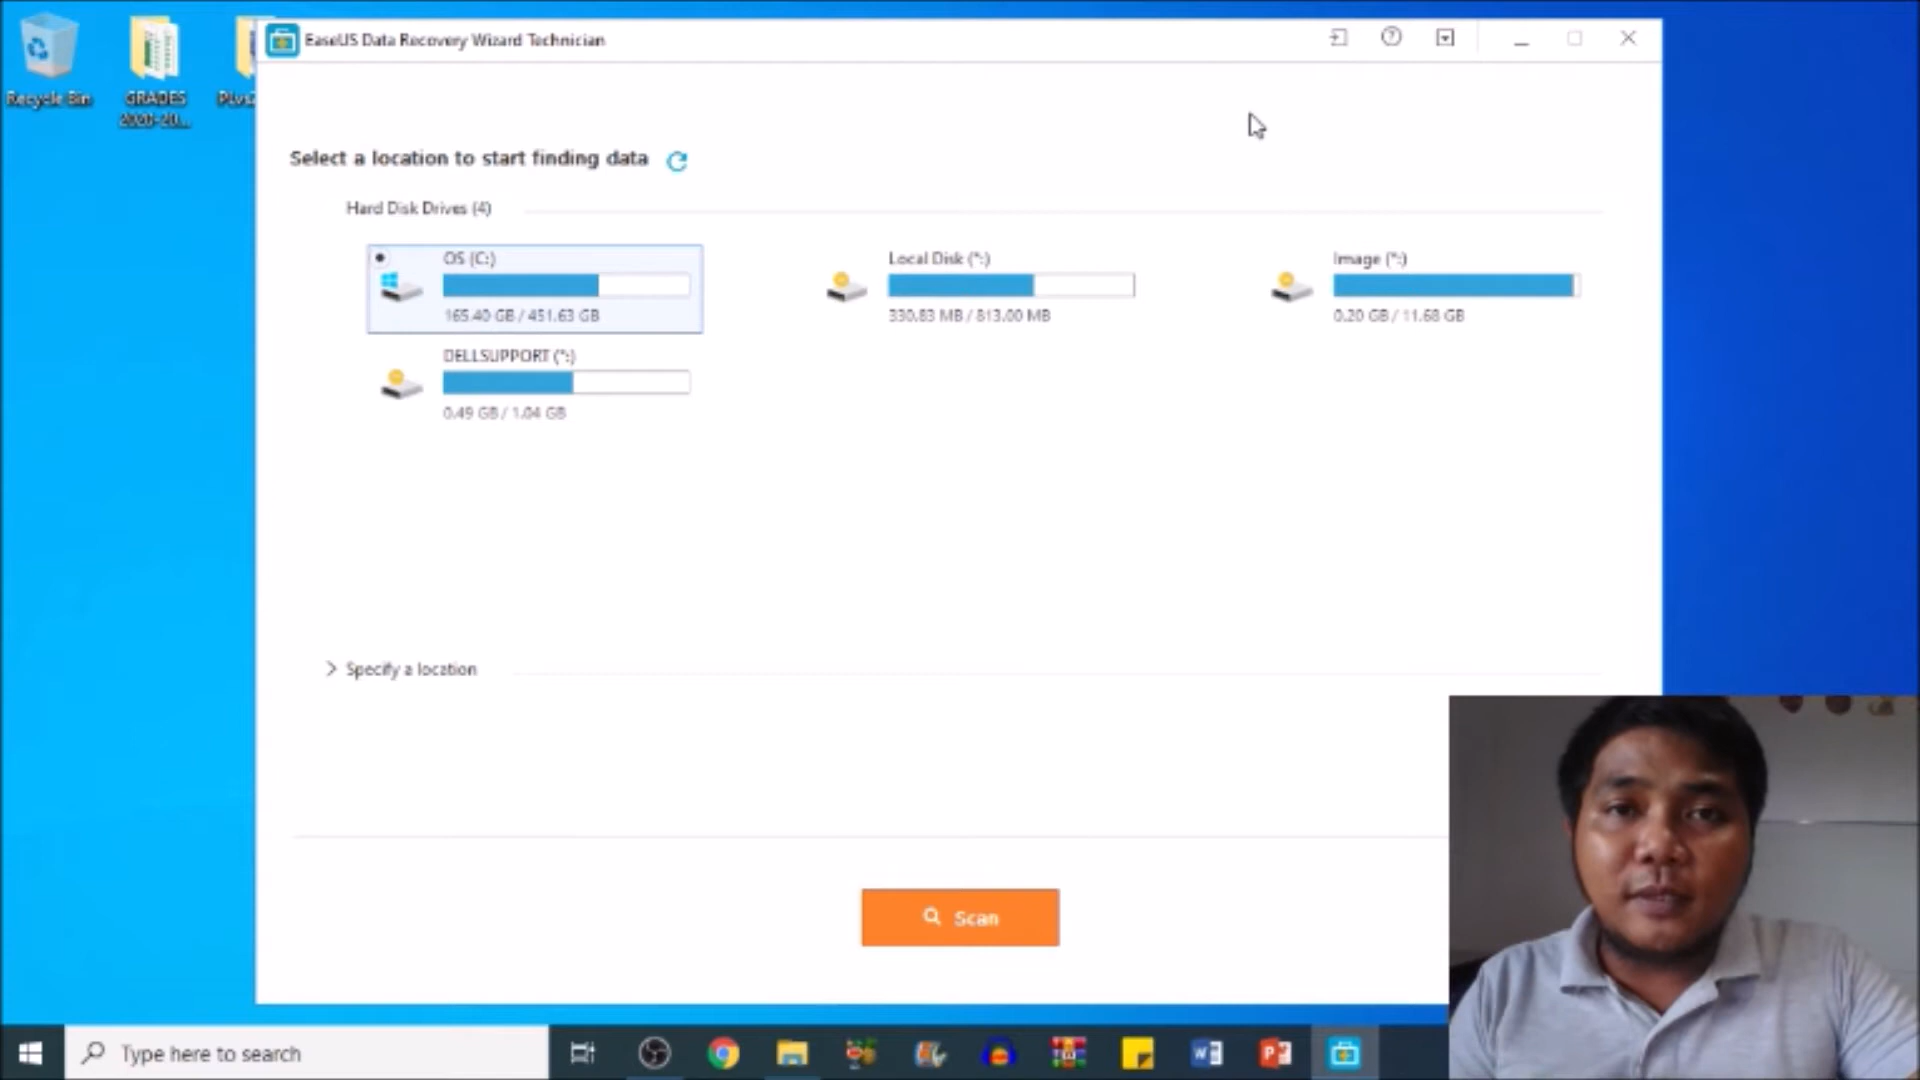 EaseUS Data Recovery Wizard Technician
Recycle Bin
GRADES
2020-20...
Select a location to start finding data
Hard Disk Drives (4)
OS (C:)
165.40 GB / 451.63 GB
Local Disk (*:)
330.83 MB / 813.00 MB
Image (*:)
0.20 GB / 11.68 GB
DELLSUPPORT (*:)
0.49 GB / 1.04 GB
Specify a location
Scan
Type here to search